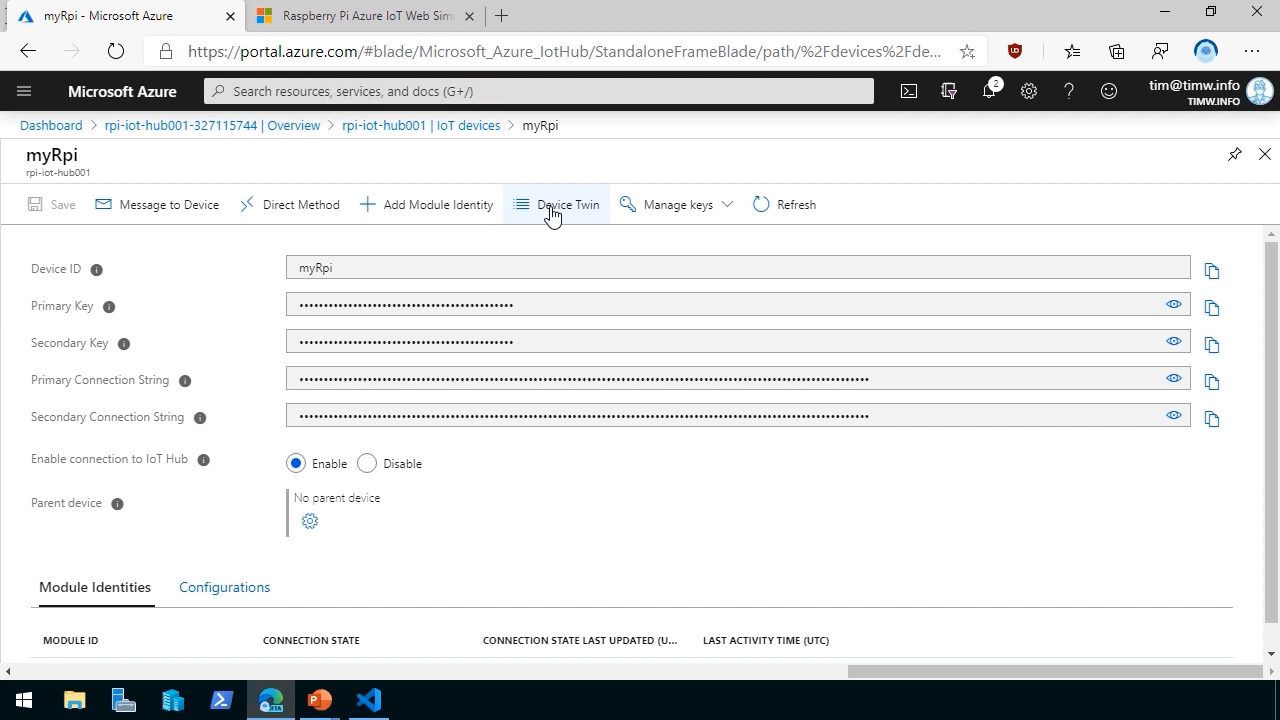 myRpi - Microsoft Azure
Raspberry Pi Azure IoT Web Sim
https://portal.azure.com/#blade/Microsoft_Azure_IotHub/StandaloneFrameBlade/path/%2Fdevices%2Fde...
Microsoft Azure
Search resources, services, and docs (G+/)
2
tim@timw.info
TIMW.INFO
Dashboard > rpi-iot-hub001-327115744 | Overview > rpi-iot-hub001 | IoT devices > myRpi
myRpi
rpi-iot-hub001
Save Message to Device Direct Method Add Module Identity Device Twin Manage keys Refresh
Device ID
myRpi
Primary Key
Secondary Key
Primary Connection String
Secondary Connection String
Enable connection to IoT Hub
Enable Disable
Parent device
No parent device
Module Identities Configurations
MODULE ID CONNECTION STATE CONNECTION STATE LAST UPDATED (U... LAST ACTIVITY TIME (UTC)